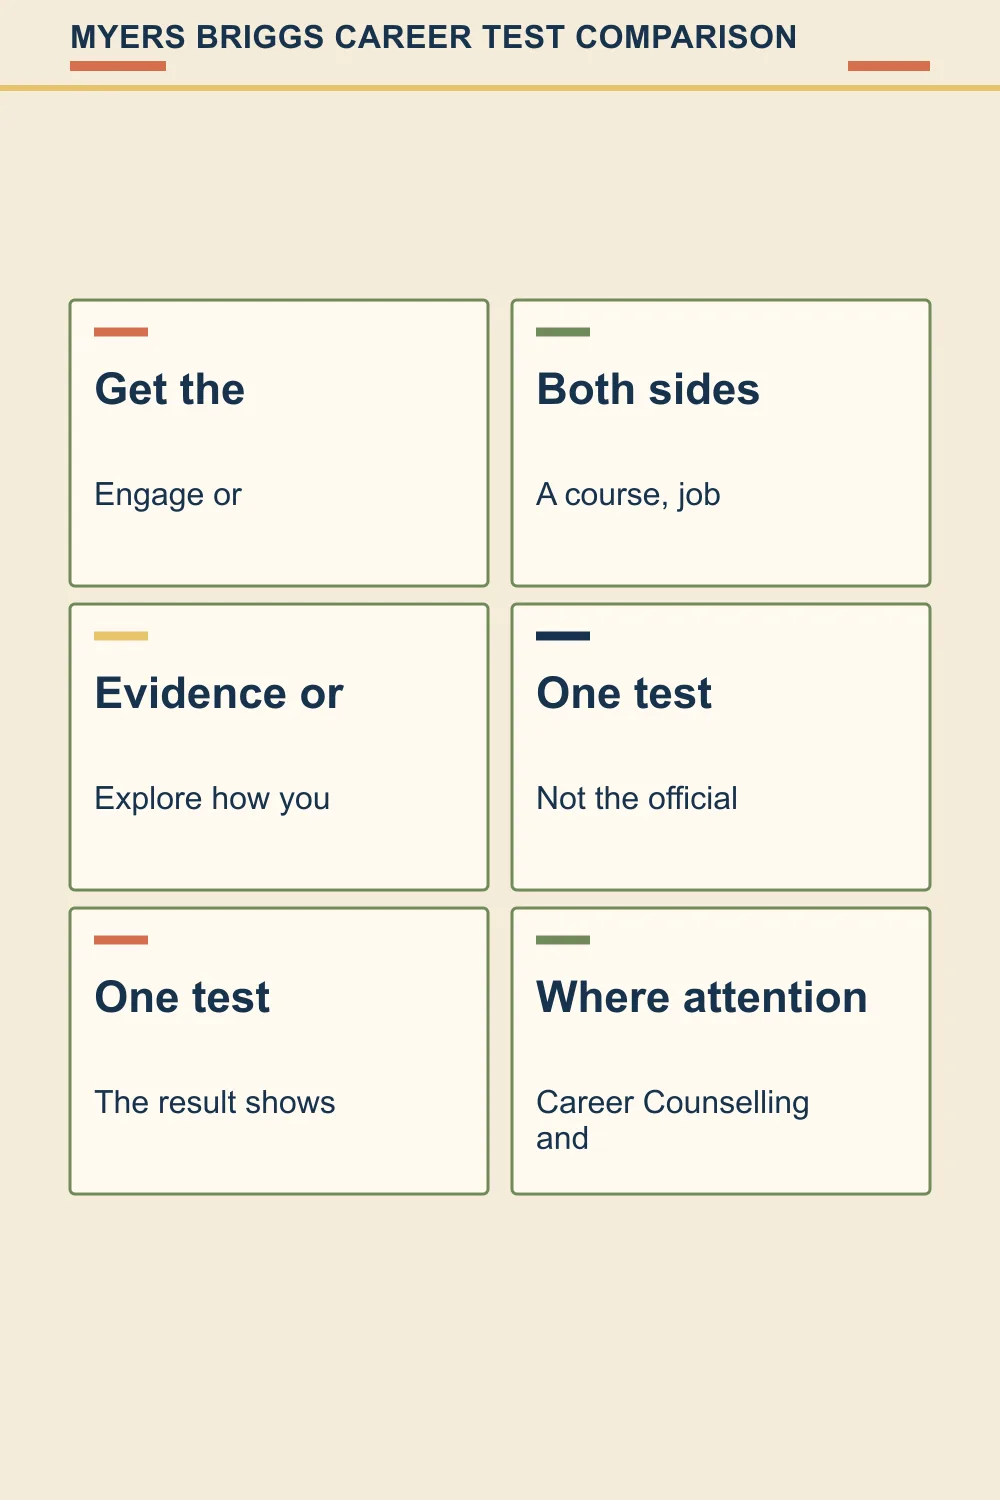 MYERS BRIGGS CAREER TEST COMPARISON
Get the
Engage or
Both sides
A course, job
Evidence or
Explore how you
One test
Not the official
One test
The result shows
Where attention
Career Counselling
and